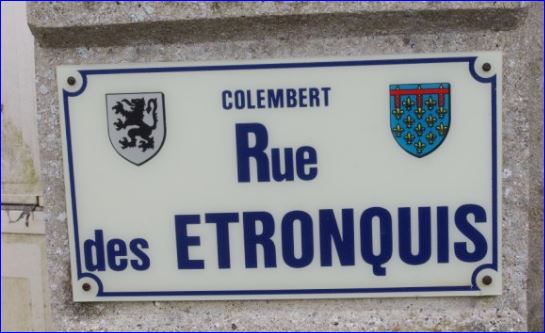 COLEMBERT
Rue
des ETRONQUIS